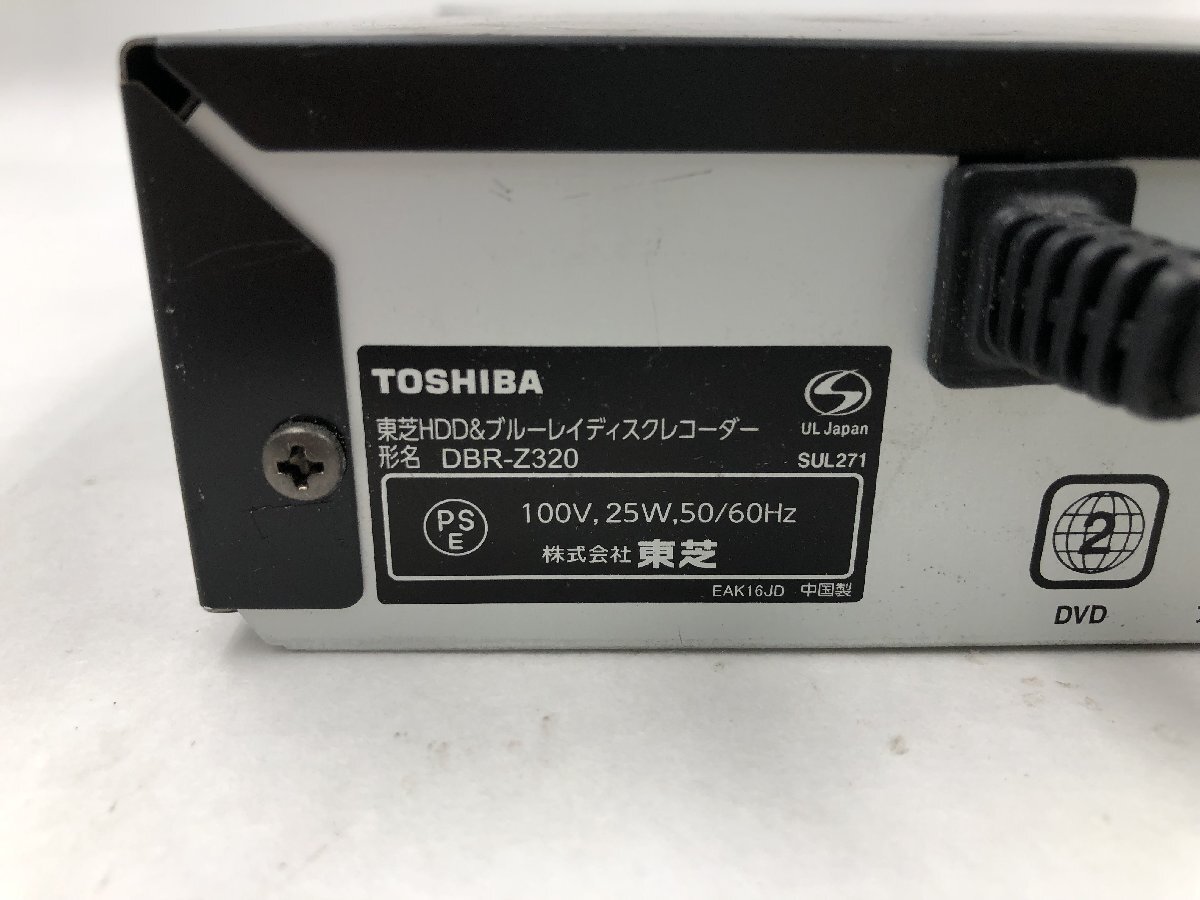 TOSHIBA
東芝HDD&ブルーレイディスクレコーダー
形名 DBR-Z320
UL Japan
SUL271
PS
E
100V, 25W, 50/60Hz
株式会社 東芝
EAK16JD 中国製
2
DVD